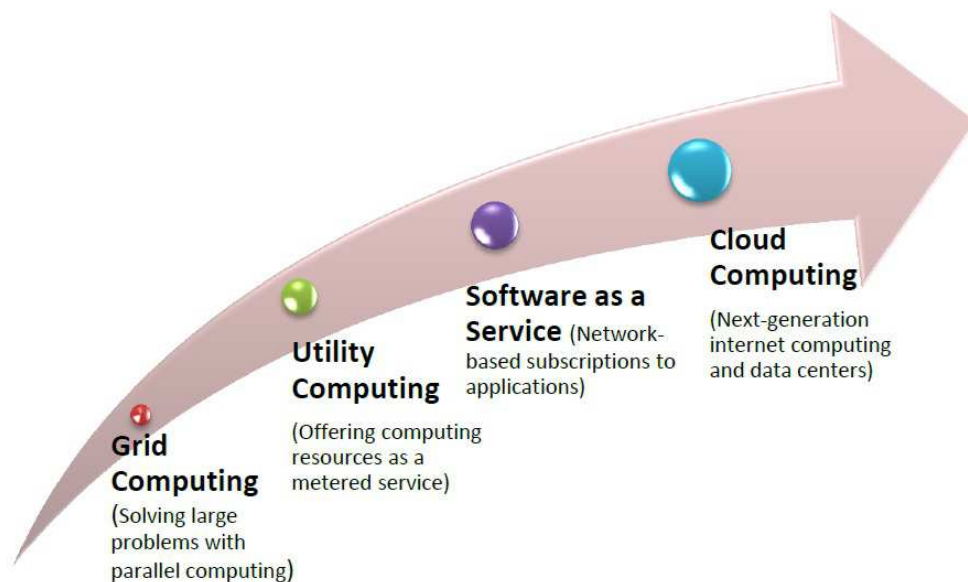 Grid
Computing
(Solving large
problems with
parallel computing)
Utility
Computing
(Offering computing
resources as a
metered service)
Software as a
Service (Network-
based subscriptions to
applications)
Cloud
Computing
(Next-generation
internet computing
and data centers)